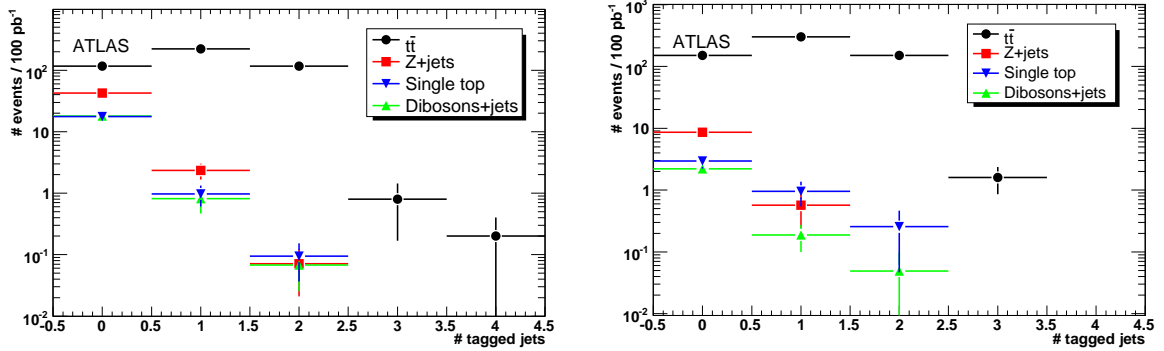 # events / 100 pb⁻¹
ATLAS
tt̄
Z+jets
Single top
Dibosons+jets
10²
10
1
10⁻¹
10⁻²
-0.5 0 0.5 1 1.5 2 2.5 3 3.5 4 4.5
# tagged jets
# events / 100 pb⁻¹
ATLAS
tt̄
Z+jets
Single top
Dibosons+jets
10³
10²
10
1
10⁻¹
10⁻²
-0.5 0 0.5 1 1.5 2 2.5 3 3.5 4 4.5
# tagged jets